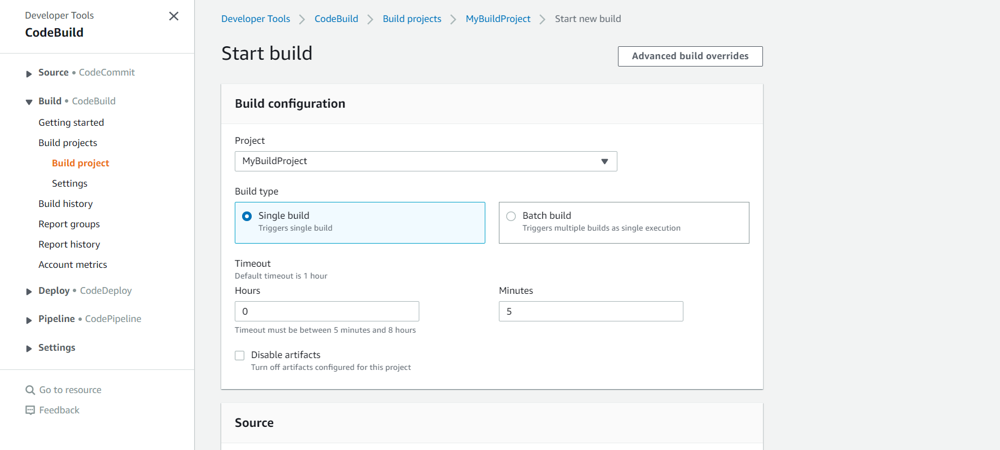 Developer Tools
CodeBuild
Source • CodeCommit
Build • CodeBuild
Getting started
Build projects
Build project
Settings
Build history
Report groups
Report history
Account metrics
Deploy • CodeDeploy
Pipeline • CodePipeline
Settings
Go to resource
Feedback
Developer Tools > CodeBuild > Build projects > MyBuildProject > Start new build
Start build
Advanced build overrides
Build configuration
Project
MyBuildProject
Build type
Single build
Triggers single build
Batch build
Triggers multiple builds as single execution
Timeout
Default timeout is 1 hour
Hours
0
Timeout must be between 5 minutes and 8 hours
Minutes
5
Disable artifacts
Turn off artifacts configured for this project
Source